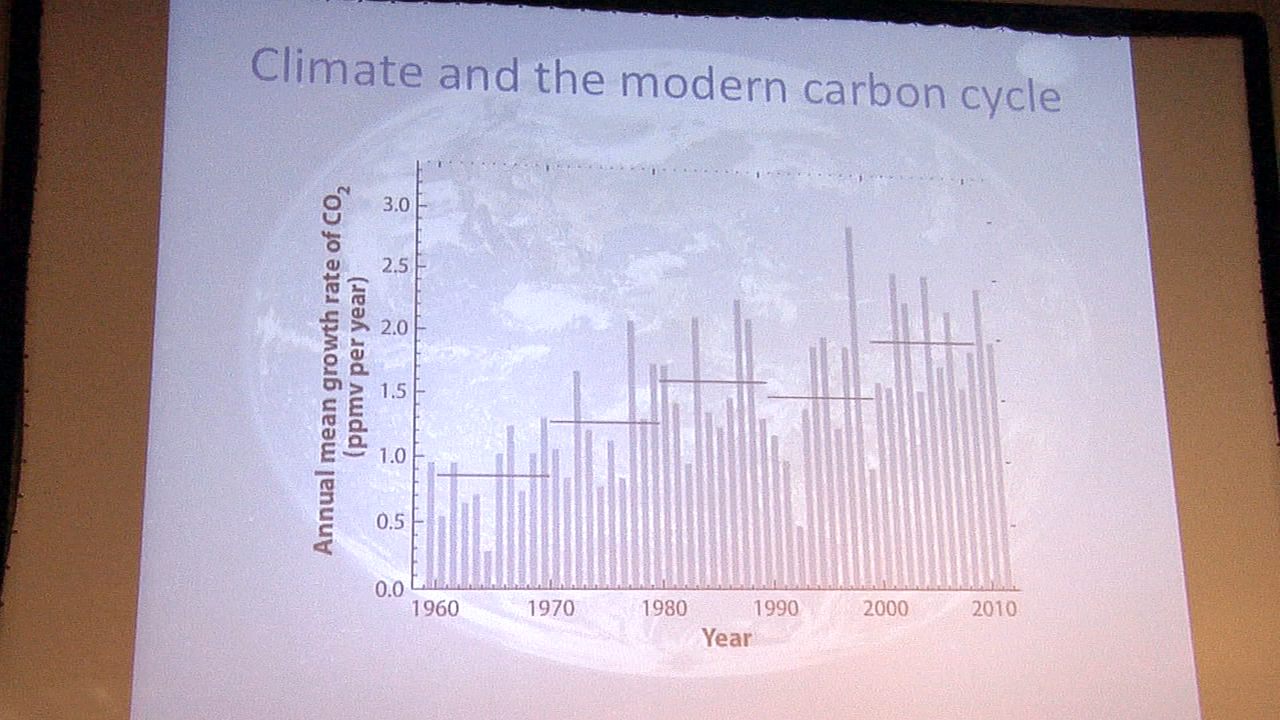 Climate and the modern carbon cycle
Annual mean growth rate of CO₂
(ppmv per year)
3.0
2.5
2.0
1.5
1.0
0.5
0.0
1960 1970 1980 1990 2000 2010
Year